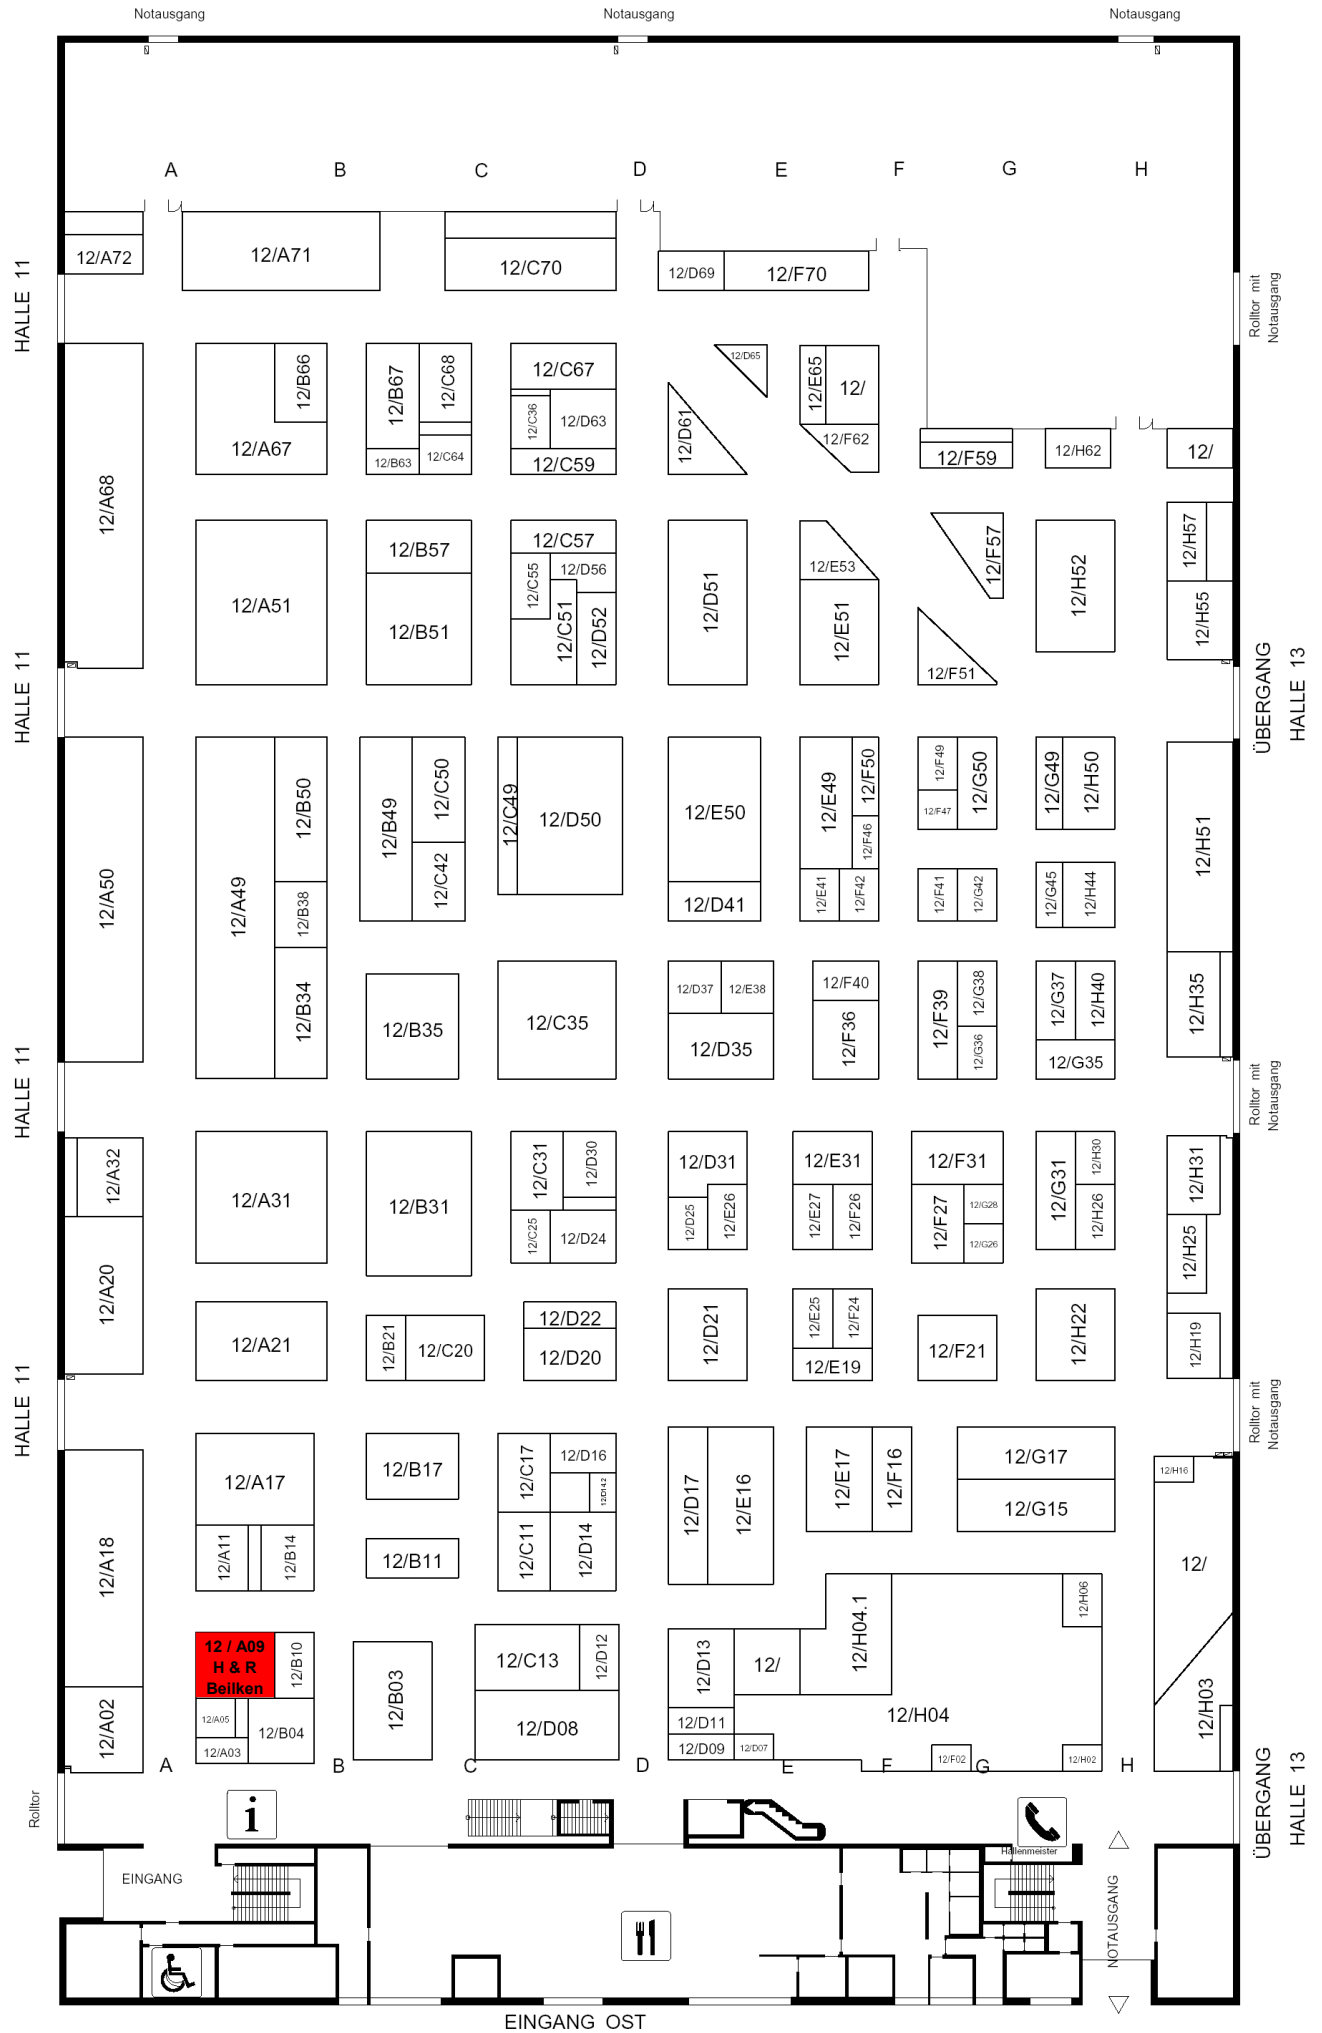 Notausgang
Notausgang
Notausgang
A
B
C
D
E
F
G
H
12/A72
12/A71
12/C70
12/D69
12/F70
HALLE 11
Rolltor mit
Notausgang
12/B66
12/A67
12/B67
12/C68
12/B63
12/C64
12/C67
12/C36
12/D63
12/C59
12/D65
12/D61
12/E65
12/
12/F62
12/F59
12/H62
12/
12/A68
12/A51
12/B57
12/B51
12/C57
12/C55
12/D56
12/C51
12/D52
12/D51
12/E53
12/E51
12/F57
12/F51
12/H52
12/H57
12/H55
HALLE 11
ÜBERGANG
HALLE 13
12/A50
12/A49
12/B50
12/B38
12/B34
12/B49
12/C50
12/C42
12/C49
12/D50
12/E50
12/D41
12/E49
12/F50
12/F46
12/E41
12/F42
12/F49
12/F47
12/G50
12/F41
12/G42
12/G49
12/H50
12/G45
12/H44
12/H51
12/H35
12/B35
12/C35
12/D37
12/E38
12/D35
12/F40
12/F36
12/F39
12/G38
12/G36
12/G37
12/H40
12/G35
HALLE 11
Rolltor mit
Notausgang
12/A32
12/A20
12/A31
12/B31
12/C31
12/D30
12/C25
12/D24
12/D31
12/D25
12/E26
12/E31
12/E27
12/F26
12/F31
12/F27
12/G28
12/G26
12/G31
12/H30
12/H26
12/H31
12/H25
12/H19
12/A21
12/B21
12/C20
12/D22
12/D20
12/D21
12/E25
12/F24
12/E19
12/F21
12/H22
HALLE 11
Rolltor mit
Notausgang
12/A18
12/A17
12/A11
12/B14
12/B17
12/B11
12/C17
12/D16
12/D14.2
12/C11
12/D14
12/D17
12/E16
12/E17
12/F16
12/G17
12/G15
12/H16
12/
12/H03
12/A02
12 / A09
H & R
Beilken
12/B10
12/A05
12/A03
12/B04
12/B03
12/C13
12/D12
12/D08
12/D13
12/
12/D11
12/D09
12/D07
12/H04.1
12/H06
12/H04
12/F02
12/H02
A
B
C
D
E
F
G
H
Rolltor
i
ÜBERGANG
HALLE 13
Hallenmeister
EINGANG
NOTAUSGANG
EINGANG OST